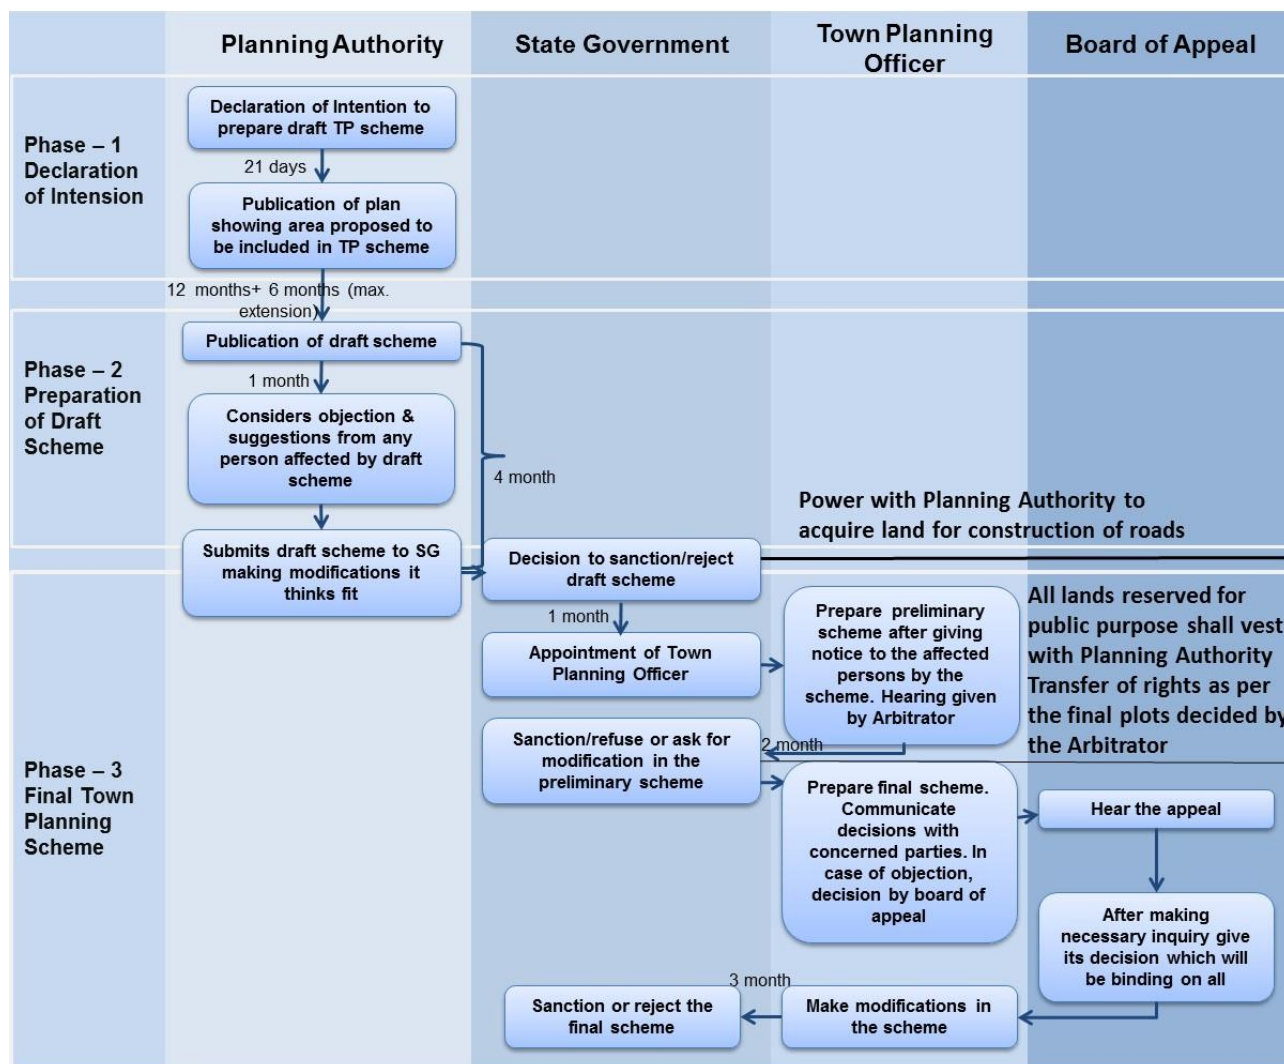 Planning Authority
State Government
Town Planning
Officer
Board of Appeal
Phase – 1
Declaration
of Intension
Declaration of Intention to
prepare draft TP scheme
21 days
Publication of plan
showing area proposed to
be included in TP scheme
12 months+ 6 months (max.
extension)
Phase – 2
Preparation
of Draft
Scheme
Publication of draft scheme
1 month
Considers objection &
suggestions from any
person affected by draft
scheme
4 month
Submits draft scheme to SG
making modifications it
thinks fit
Power with Planning Authority to
acquire land for construction of roads
Phase – 3
Final Town
Planning
Scheme
Decision to sanction/reject
draft scheme
1 month
Appointment of Town
Planning Officer
Prepare preliminary
scheme after giving
notice to the affected
persons by the
scheme. Hearing given
by Arbitrator
All lands reserved for
public purpose shall vest
with Planning Authority
Transfer of rights as per
the final plots decided by
the Arbitrator
2 month
Sanction/refuse or ask for
modification in the
preliminary scheme
Prepare final scheme.
Communicate
decisions with
concerned parties. In
case of objection,
decision by board of
appeal
Hear the appeal
After making
necessary inquiry give
its decision which will
be binding on all
Make modifications in
the scheme
3 month
Sanction or reject the
final scheme